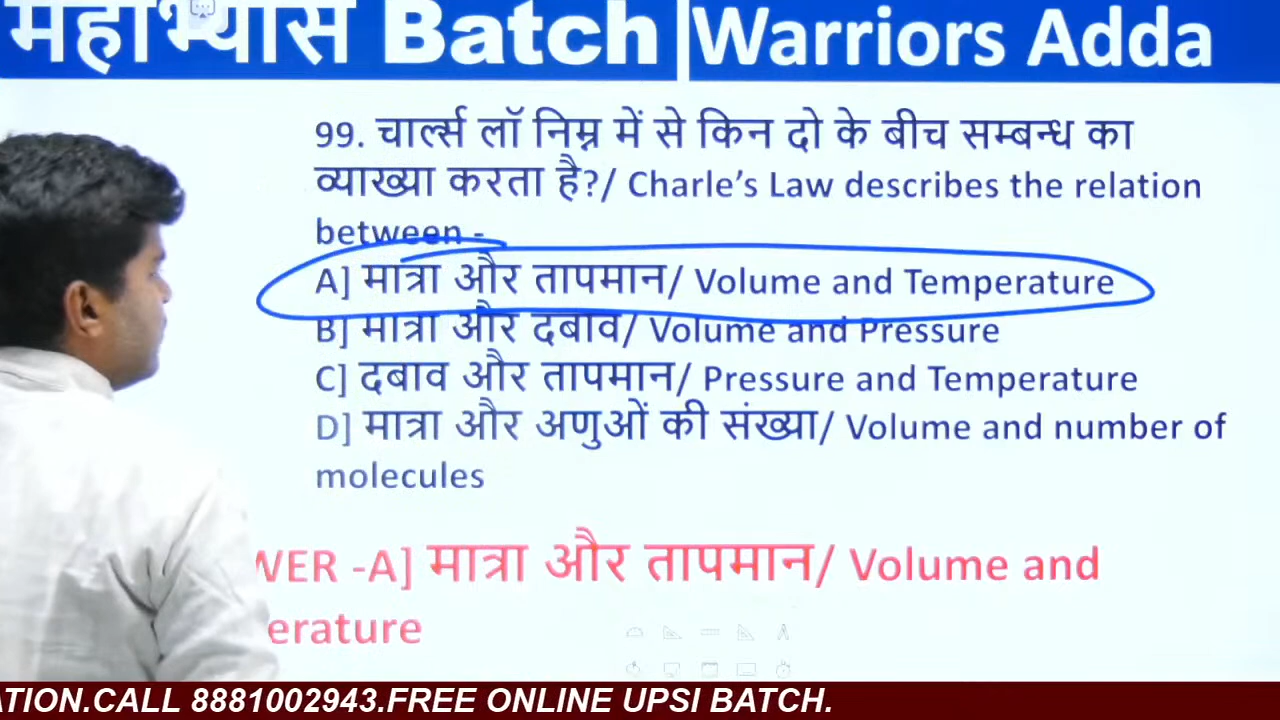 महाभ्यास Batch Warriors Adda
99. चार्ल्स लॉ निम्न में से किन दो के बीच सम्बन्ध का
व्याख्या करता है?/ Charle’s Law describes the relation
between -
A] मात्रा और तापमान/ Volume and Temperature
B] मात्रा और दबाव/ Volume and Pressure
C] दबाव और तापमान/ Pressure and Temperature
D] मात्रा और अणुओं की संख्या/ Volume and number of
molecules
WER -A] मात्रा और तापमान/ Volume and
erature
ATION.CALL 8881002943.FREE ONLINE UPSI BATCH.